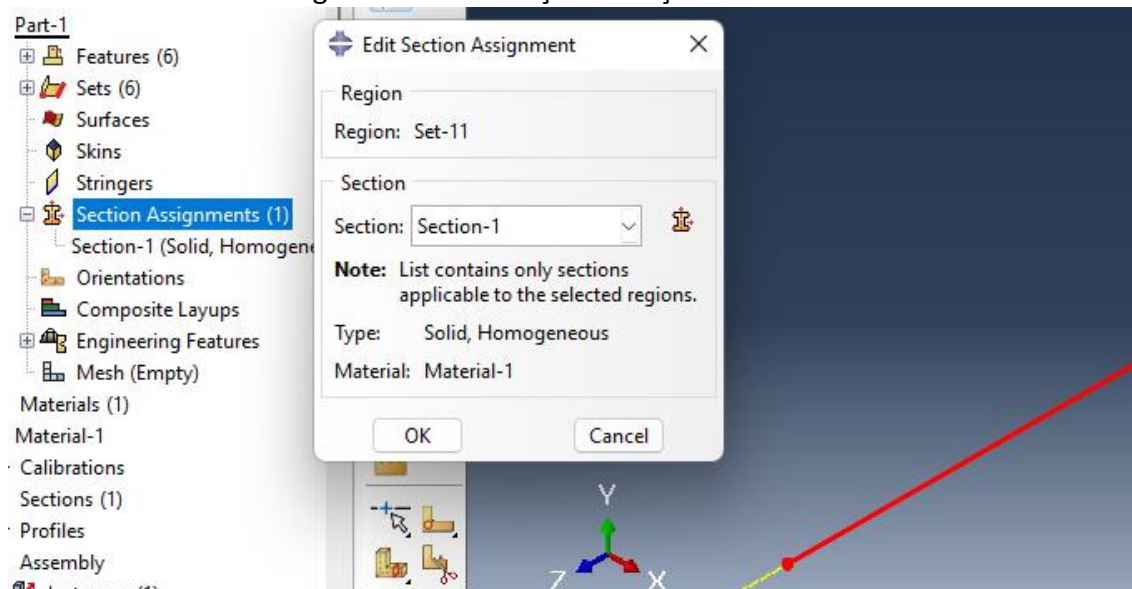 Part-1
Features (6)
Sets (6)
Surfaces
Skins
Stringers
Section Assignments (1)
Section-1 (Solid, Homogene
Orientations
Composite Layups
Engineering Features
Mesh (Empty)
Materials (1)
Material-1
Calibrations
Sections (1)
Profiles
Assembly
Edit Section Assignment
Region
Region: Set-11
Section
Section: Section-1
Note: List contains only sections
applicable to the selected regions.
Type: Solid, Homogeneous
Material: Material-1
OK Cancel
Y
Z X